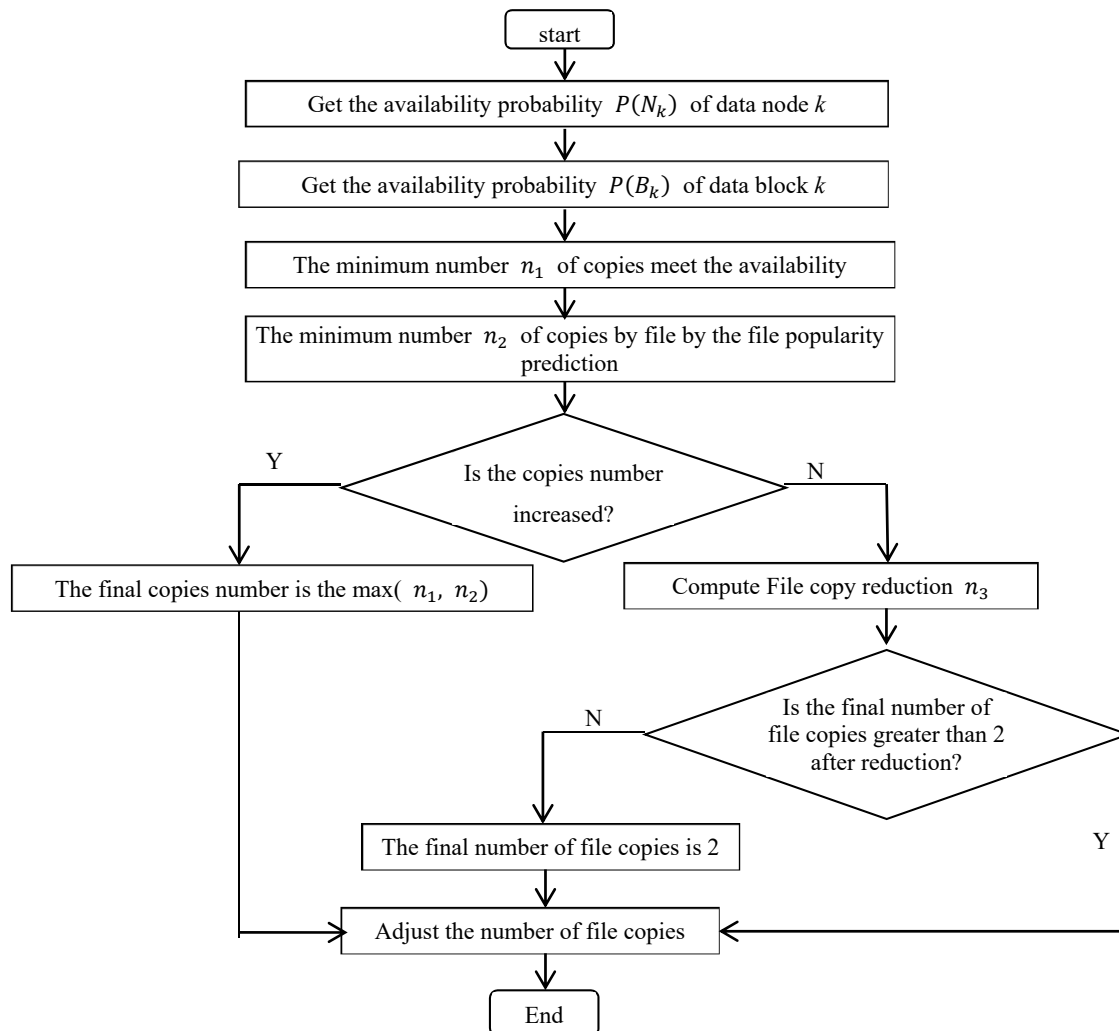 start
Get the availability probability P(N_k) of data node k
Get the availability probability P(B_k) of data block k
The minimum number n_1 of copies meet the availability
The minimum number n_2 of copies by file by the file popularity
prediction
Y
Is the copies number
increased?
N
The final copies number is the max( n_1, n_2)
Compute File copy reduction n_3
N
Is the final number of
file copies greater than 2
after reduction?
Y
The final number of file copies is 2
Adjust the number of file copies
End